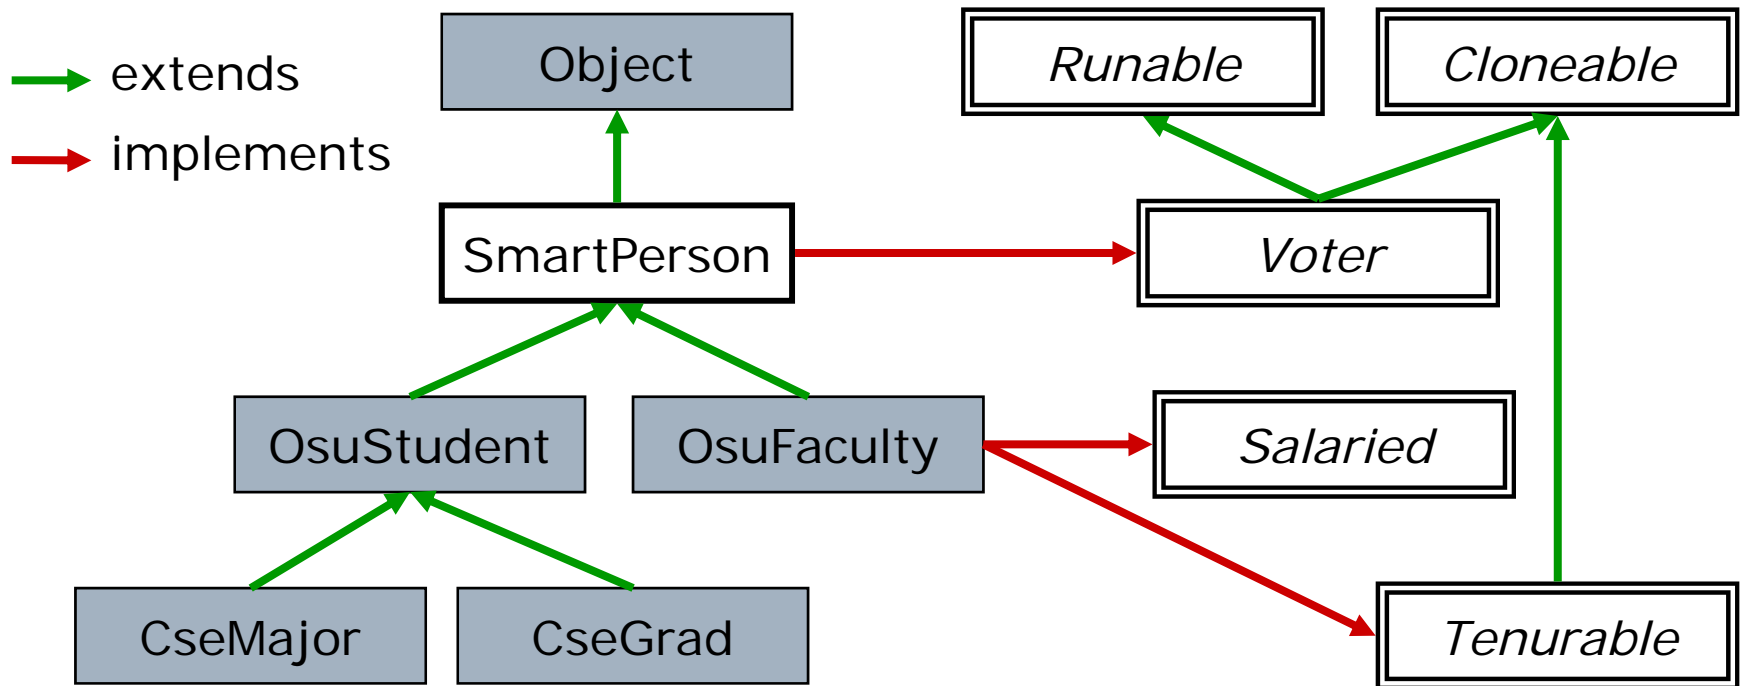 extends
implements
Object
Runable
Cloneable
SmartPerson
Voter
OsuStudent
OsuFaculty
Salaried
CseMajor
CseGrad
Tenurable